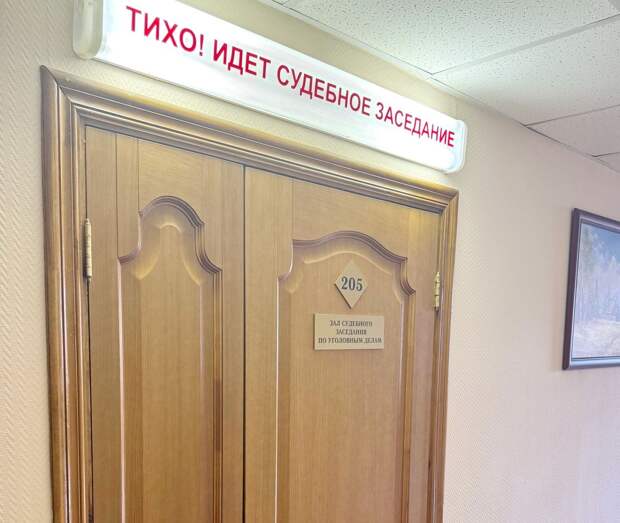 ТИХО! ИДЕТ СУДЕБНОЕ ЗАСЕДАНИЕ
205
ЗАЛ СУДЕБНОГО
ЗАСЕДАНИЯ
ПО УГОЛОВНЫМ ДЕЛАМ